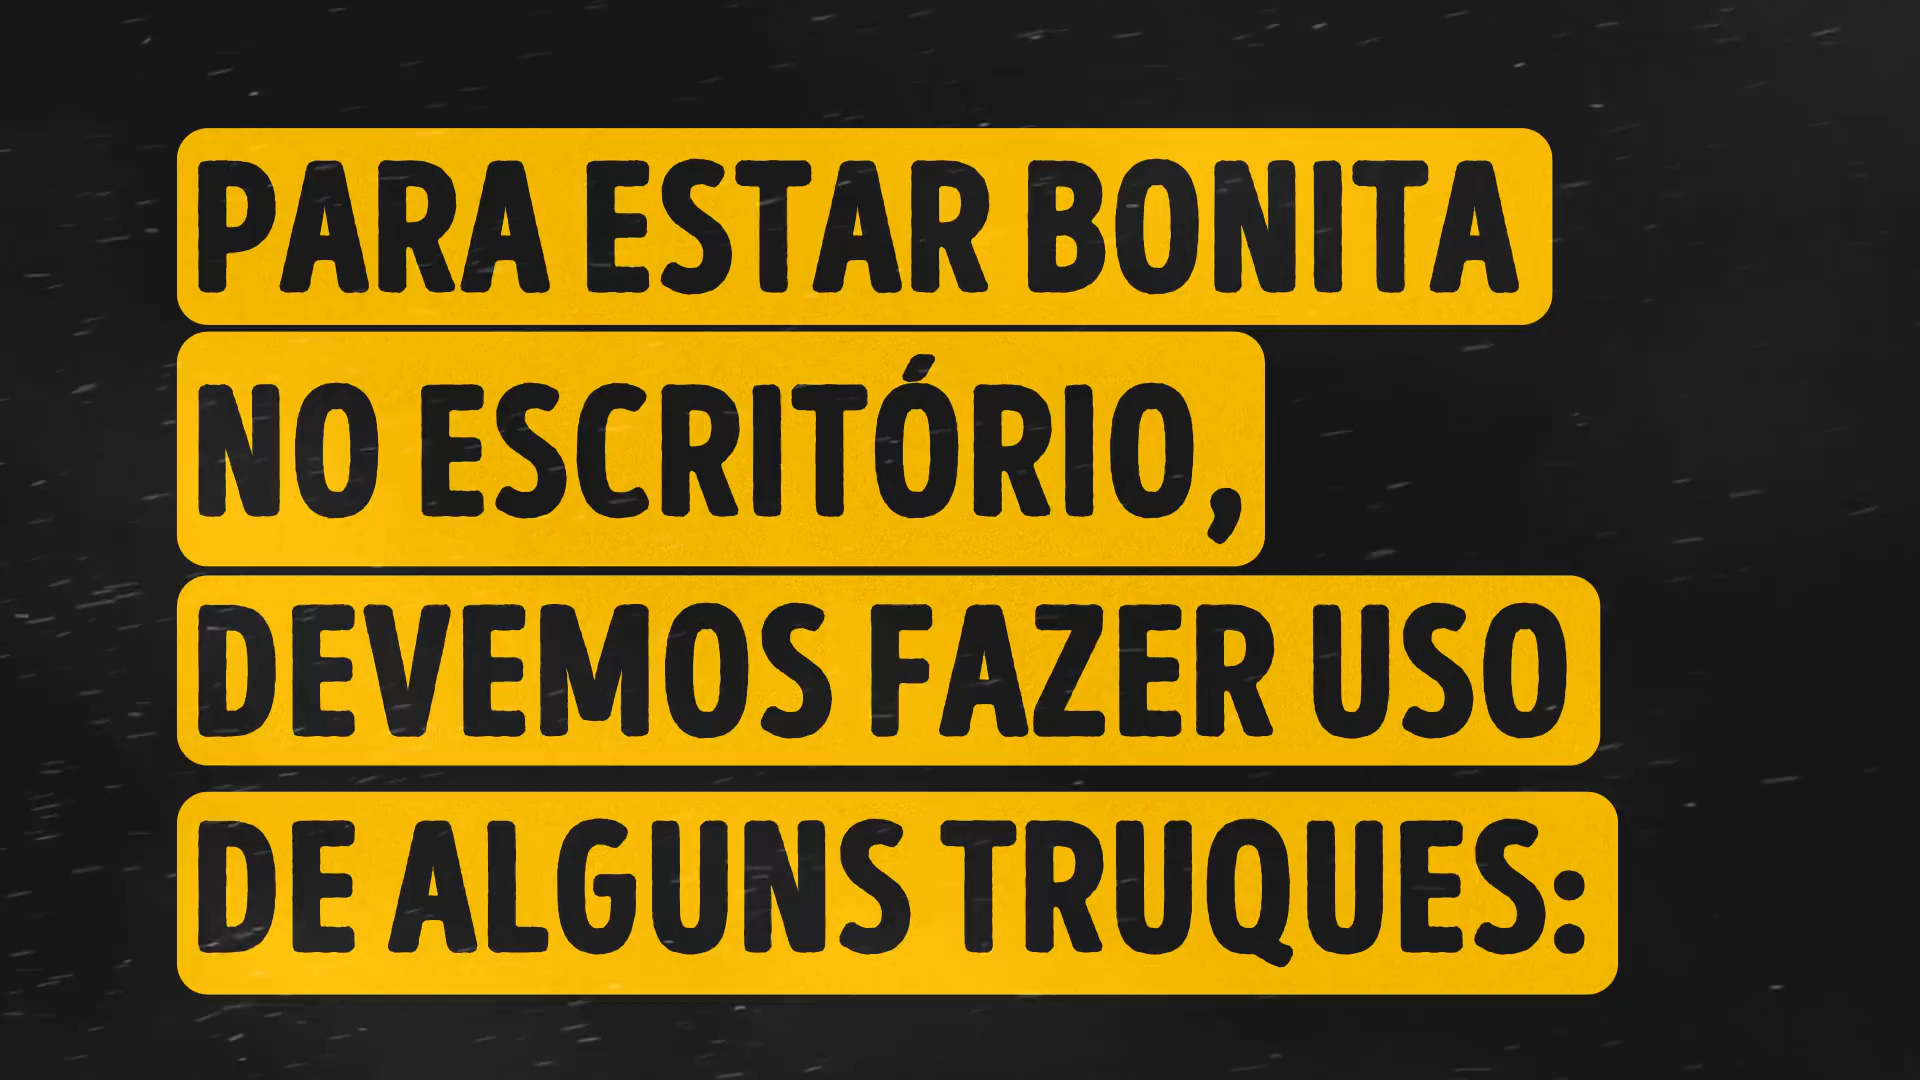 PARA ESTAR BONITA
NO ESCRITÓRIO,
DEVEMOS FAZER USO
DE ALGUNS TRUQUES: